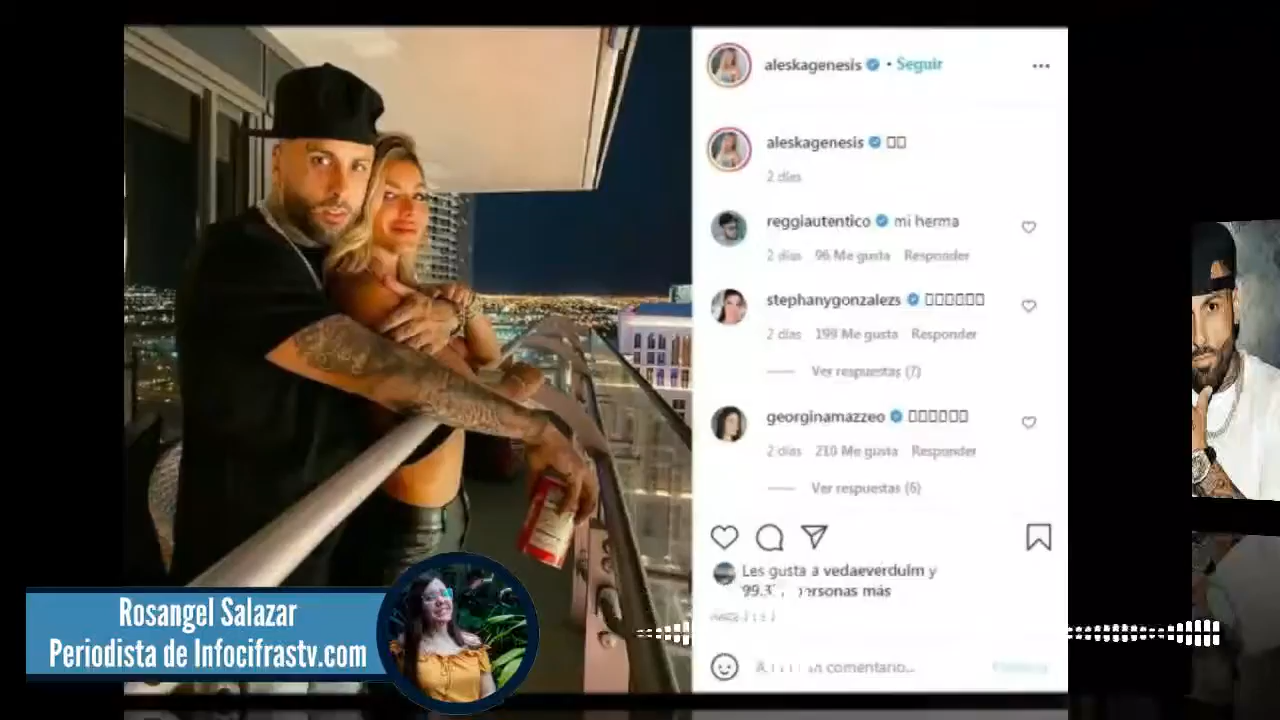 aleskagenesis • Seguir
aleskagenesis
2 días
reggiautentico mi herma
2 días 96 Me gusta Responder
stephanygonzalezs
2 días 199 Me gusta Responder
Ver respuestas (7)
georginamazzeo
2 días 210 Me gusta Responder
Ver respuestas (6)
Les gusta a vedaeverduim y
personas más
comentario...
Rosangel Salazar
Periodista de Infocifrastv.com